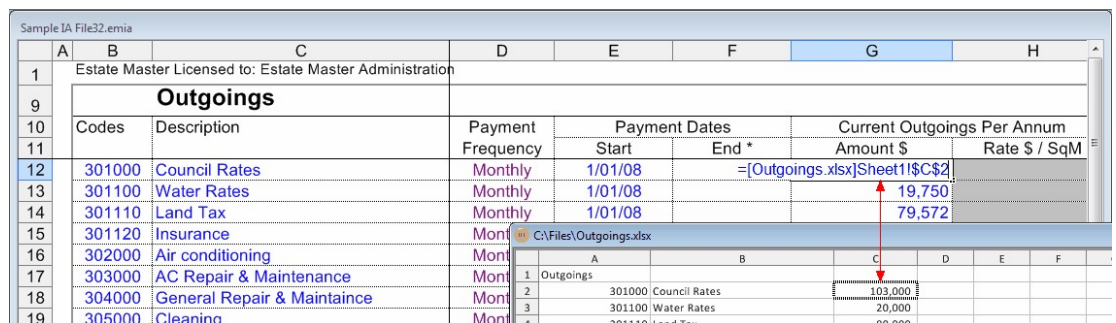 Sample IA File32.emia
A B C D E F G H
1 Estate Master Licensed to: Estate Master Administration
9 Outgoings
10 Codes Description Payment Payment Dates Current Outgoings Per Annum
11 Frequency Start End * Amount $ Rate $ / SqM
12 301000 Council Rates Monthly 1/01/08 =[Outgoings.xlsx]Sheet1!$C$2
13 301100 Water Rates Monthly 1/01/08 19,750
14 301110 Land Tax Monthly 1/01/08 79,572
15 301120 Insurance Mont
C:\Files\Outgoings.xlsx
16 302000 Air conditioning Mont
A B C D E F
17 303000 AC Repair & Maintenance Mont
1 Outgoings
18 304000 General Repair & Maintaince Mont
2 301000 Council Rates 103,000
3 301100 Water Rates 20,000
19 305000 Cleaning Mont